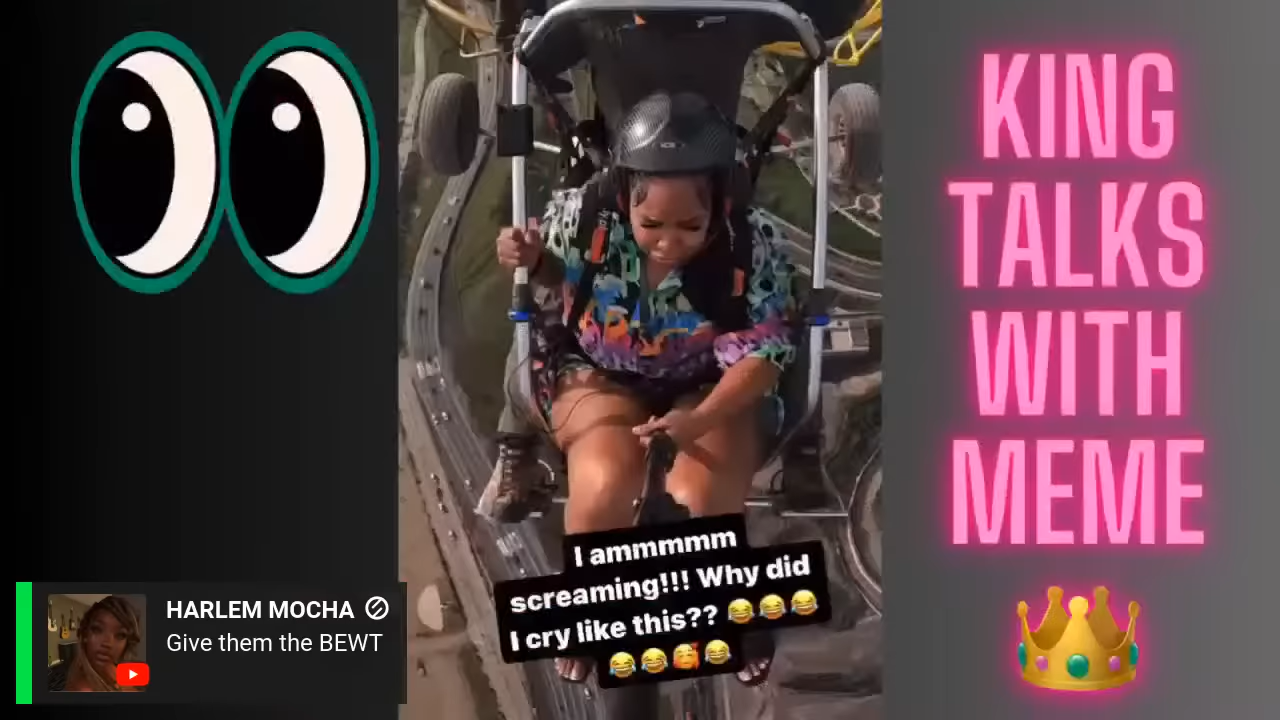 KING
TALKS
WITH
MEME
I ammmmm
screaming!!! Why did
I cry like this?? 😂😂😂
😂😂🥰😂
HARLEM MOCHA
Give them the BEWT